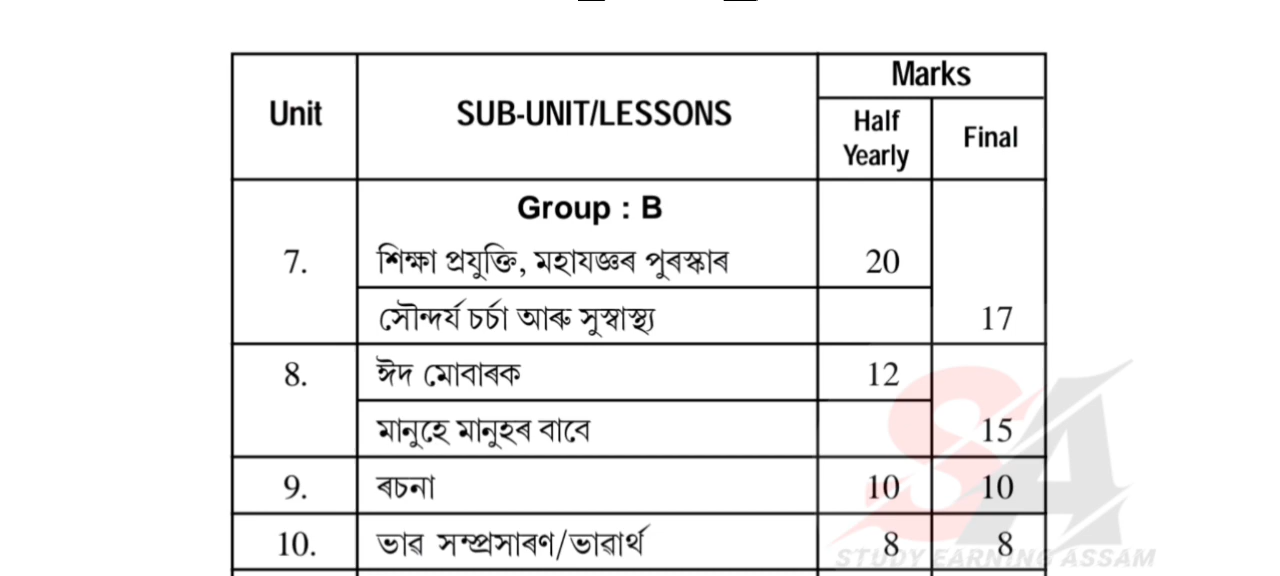 Unit SUB-UNIT/LESSONS Marks
Half Yearly Final
Group : B
7. শিক্ষা প্ৰযুক্তি, মহাযজ্ঞৰ পুৰস্কাৰ 20
সৌন্দৰ্য চৰ্চা আৰু সুস্বাস্থ্য 17
8. ঈদ মোবাৰক 12
মানুহে মানুহৰ বাবে 15
9. ৰচনা 10 10
10. ভাৱ সম্প্ৰসাৰণ/ভাৱাৰ্থ 8 8
SA
STUDY EARNING ASSAM